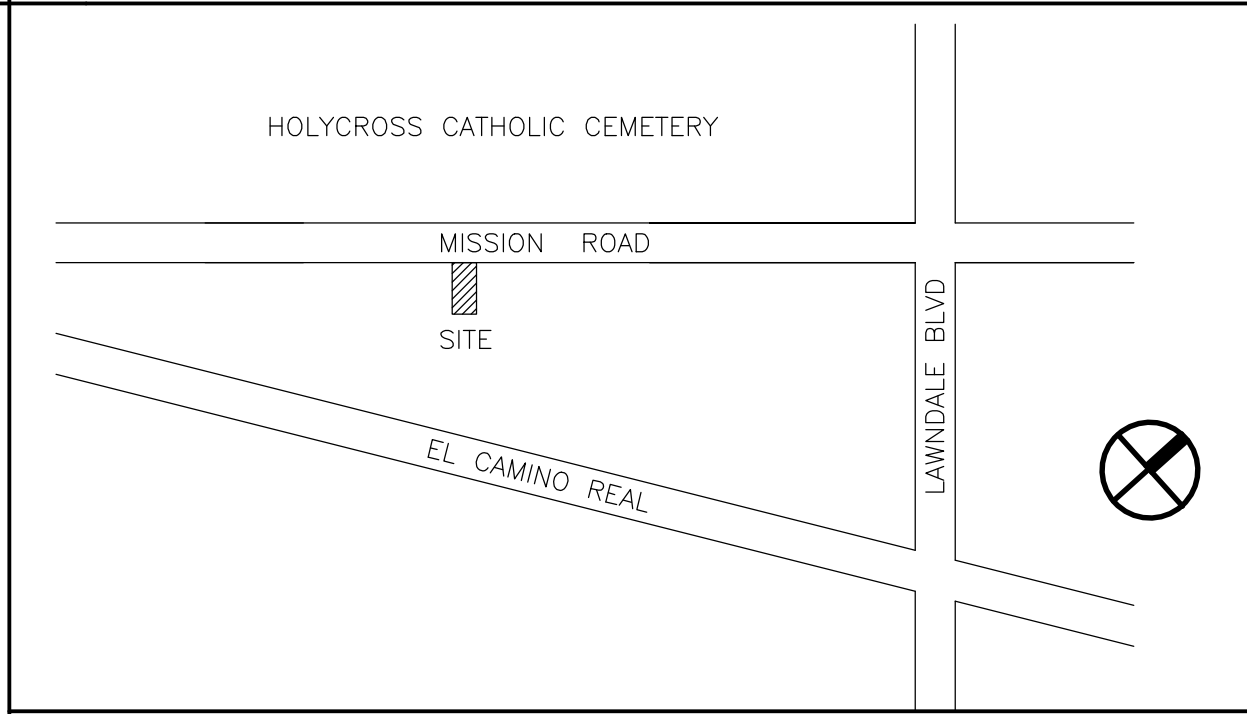 HOLYCROSS CATHOLIC CEMETERY
MISSION ROAD
SITE
LAWNDALE BLVD
EL CAMINO REAL